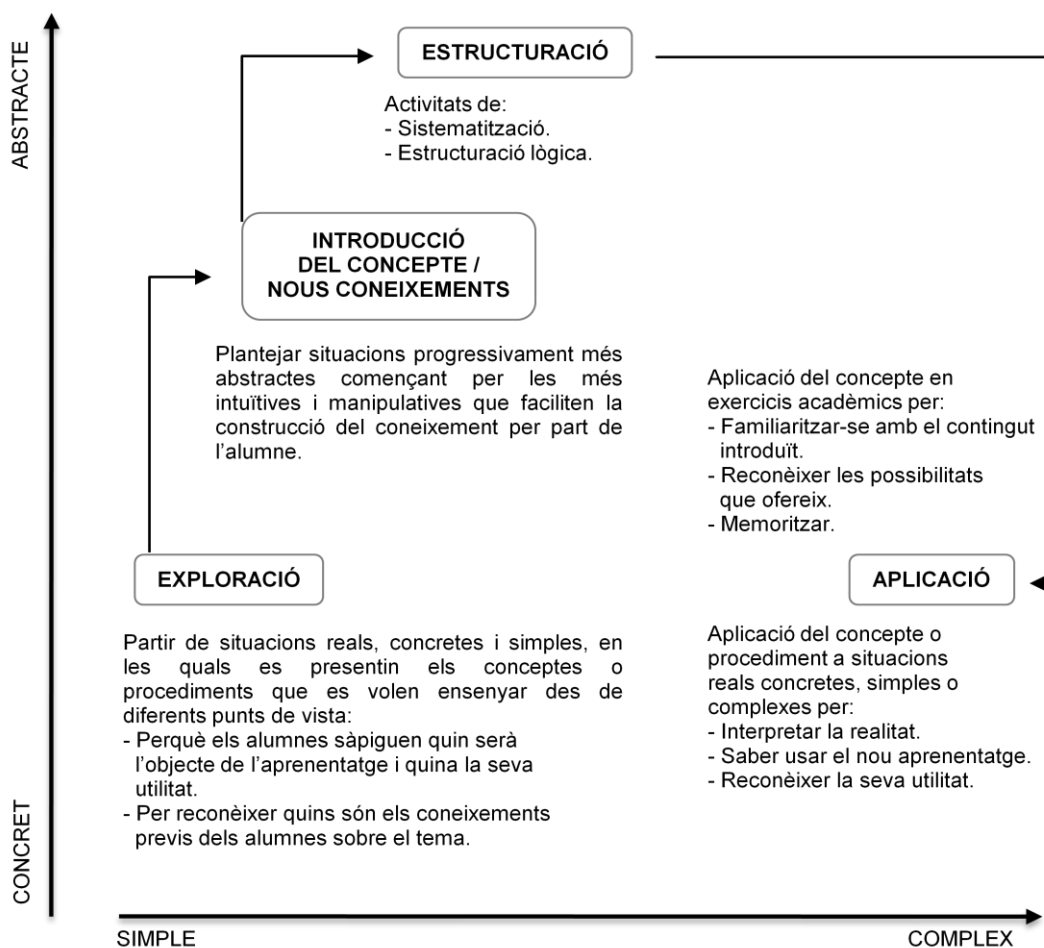 ABSTRACTE
ESTRUCTURACIÓ
Activitats de:
- Sistematització.
- Estructuració lògica.
INTRODUCCIÓ
DEL CONCEPTE /
NOUS CONEIXEMENTS
Plantejar situacions progressivament més
abstractes començant per les més
intuïtives i manipulatives que faciliten la
construcció del coneixement per part de
l’alumne.
Aplicació del concepte en
exercicis acadèmics per:
- Familiaritzar-se amb el contingut
introduït.
- Reconèixer les possibilitats
que ofereix.
- Memoritzar.
EXPLORACIÓ
Partir de situacions reals, concretes i simples, en
les quals es presentin els conceptes o
procediments que es volen ensenyar des de
diferents punts de vista:
- Perquè els alumnes sàpiguen quin serà
l’objecte de l’aprenentatge i quina la seva
utilitat.
- Per reconèixer quins són els coneixements
previs dels alumnes sobre el tema.
APLICACIÓ
Aplicació del concepte o
procediment a situacions
reals concretes, simples o
complexes per:
- Interpretar la realitat.
- Saber usar el nou aprenentatge.
- Reconèixer la seva utilitat.
CONCRET
SIMPLE
COMPLEX